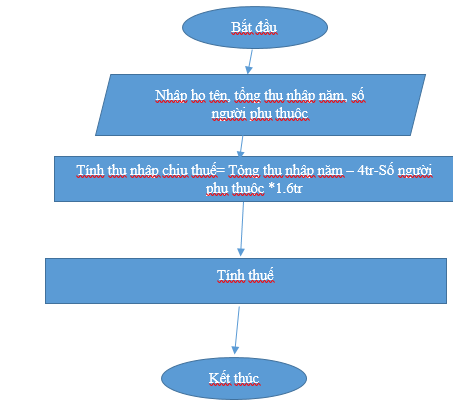 Bắt đầu
Nhập họ tên, tổng thu nhập năm, số
người phụ thuộc
Tính thu nhập chịu thuế= Tổng thu nhập năm – 4tr-Số người
phụ thuộc *1.6tr
Tính thuế
Kết thúc